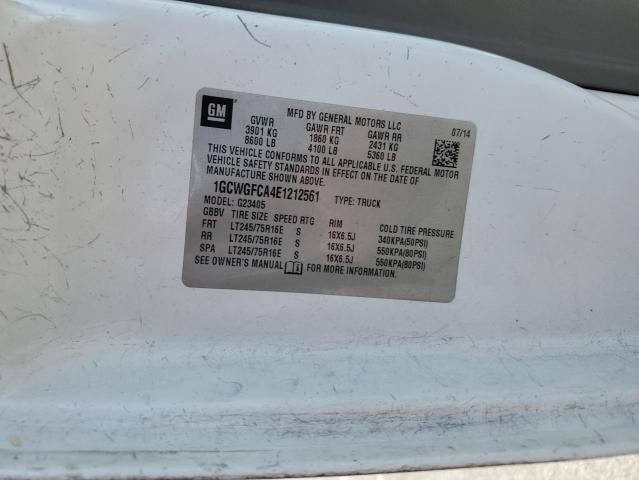 GM
MFD BY GENERAL MOTORS LLC
07/14
GVWR GAWR FRT GAWR RR
3901 KG 1860 KG 2431 KG
8600 LB 4100 LB 5360 LB
THIS VEHICLE CONFORMS TO ALL APPLICABLE U.S. FEDERAL MOTOR
VEHICLE SAFETY STANDARDS IN EFFECT ON THE DATE OF
MANUFACTURE SHOWN ABOVE.
1GCWGFCA4E1212561 TYPE: TRUCK
MODEL: G23405
GBBV TIRE SIZE SPEED RTG RIM COLD TIRE PRESSURE
FRT LT245/75R16E S 16X6.5J 340KPA(50PSI)
RR LT245/75R16E S 16X6.5J 550KPA(80PSI)
SPA LT245/75R16E S 16X6.5J 550KPA(80PSI)
SEE OWNER'S MANUAL FOR MORE INFORMATION.